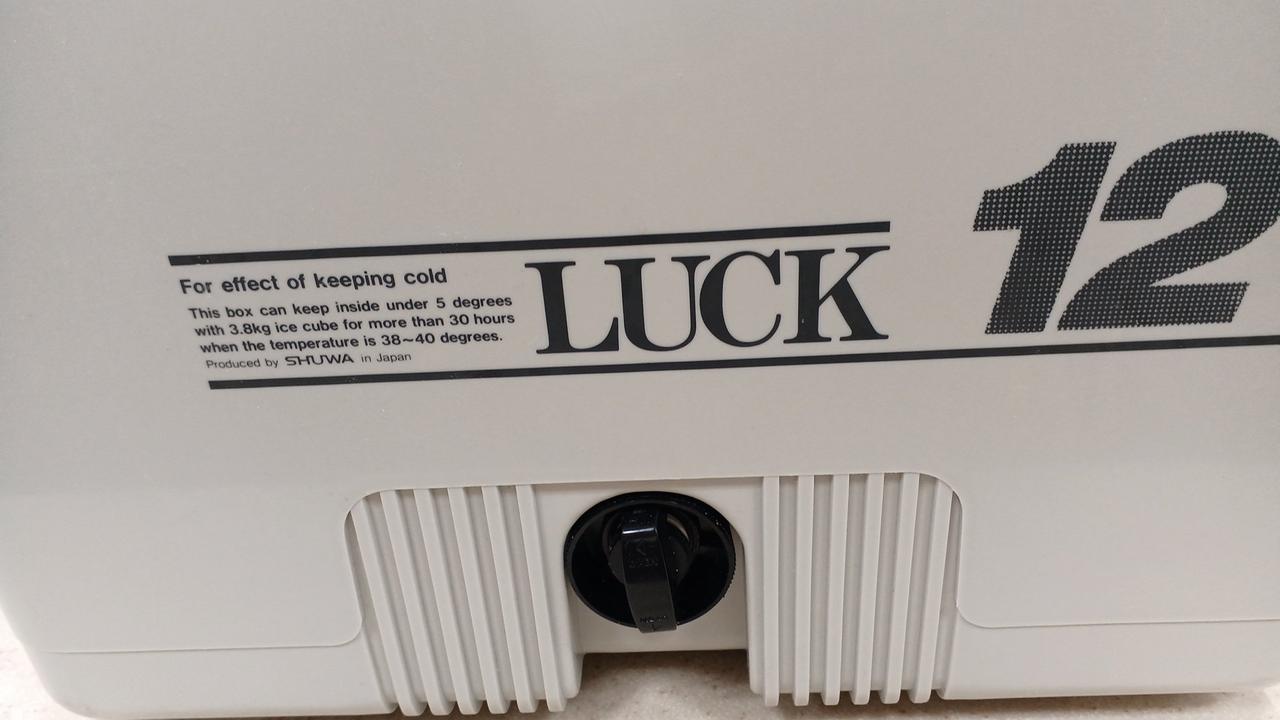 For effect of keeping cold
This box can keep inside under 5 degrees
with 3.8kg ice cube for more than 30 hours
when the temperature is 38~40 degrees.
Produced by SHUWA in Japan
LUCK
12